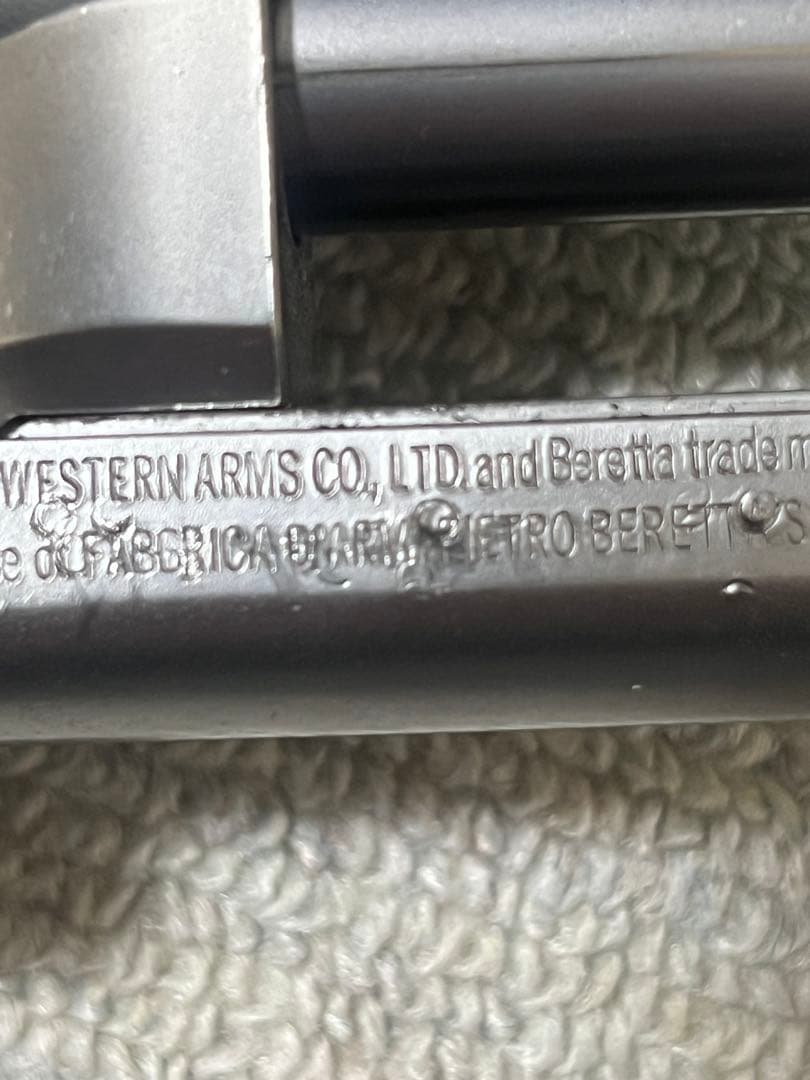 WESTERN ARMS CO., LTD. and Beretta trade m
e of FABBRICA D'ARMI PIETRO BERETTA'S